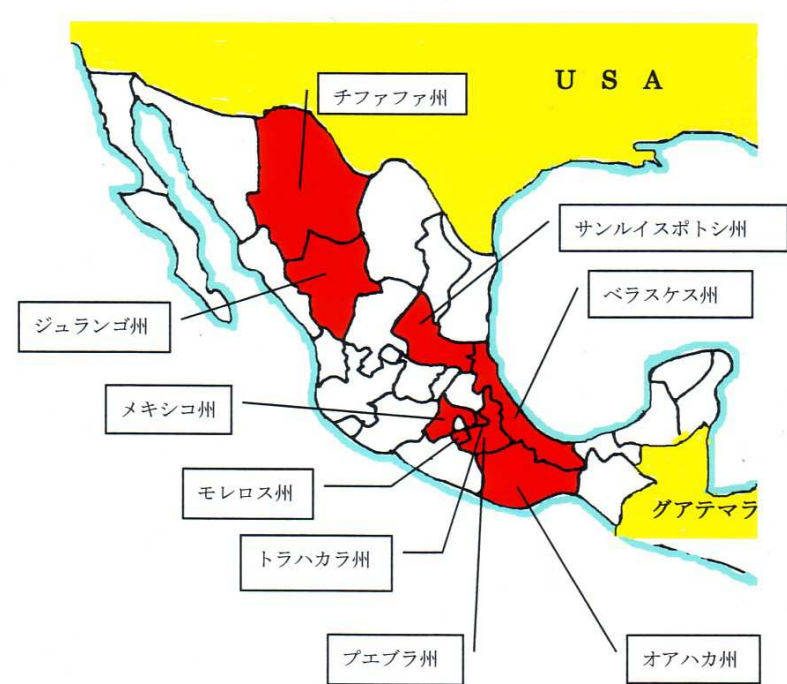 チファファ州
U S A
サンルイスポトシ州
ベラスケス州
ジュランゴ州
メキシコ州
モレロス州
グアテマラ
トラハカラ州
プエブラ州
オアハカ州